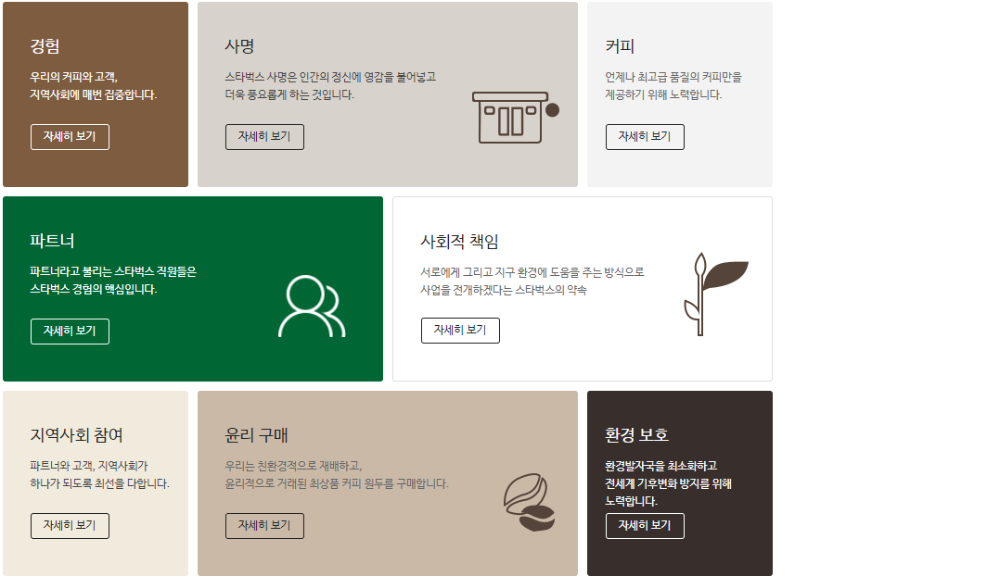 경험
우리의 커피와 고객,
지역사회에 매번 집중합니다.
자세히 보기
사명
스타벅스 사명은 인간의 정신에 영감을 불어넣고
더욱 풍요롭게 하는 것입니다.
자세히 보기
커피
언제나 최고급 품질의 커피만을
제공하기 위해 노력합니다.
자세히 보기
파트너
파트너라고 불리는 스타벅스 직원들은
스타벅스 경험의 핵심입니다.
자세히 보기
사회적 책임
서로에게 그리고 지구 환경에 도움을 주는 방식으로
사업을 전개하겠다는 스타벅스의 약속
자세히 보기
지역사회 참여
파트너와 고객, 지역사회가
하나가 되도록 최선을 다합니다.
자세히 보기
윤리 구매
우리는 친환경적으로 재배하고,
윤리적으로 거래된 최상품 커피 원두를 구매합니다.
자세히 보기
환경 보호
환경발자국을 최소화하고
전세계 기후변화 방지를 위해
노력합니다.
자세히 보기